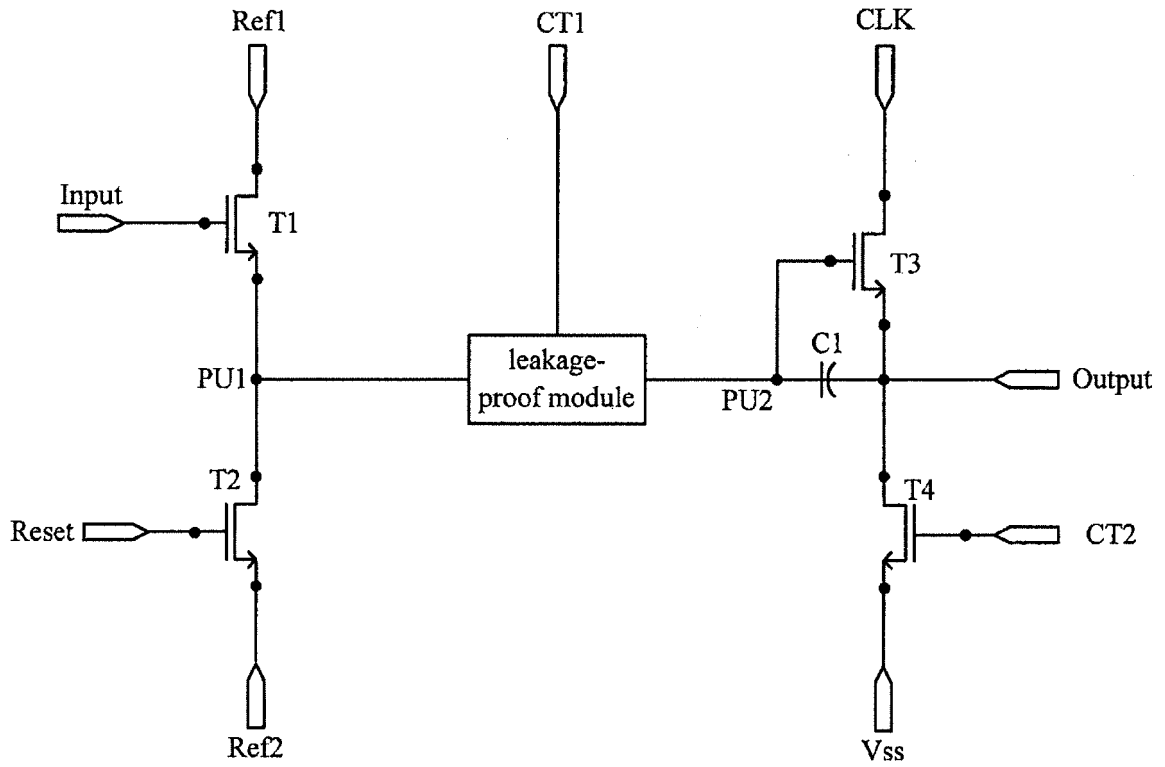 Ref1
CT1
CLK
Input
T1
T3
leakage-
proof module
C1
PU1
PU2
Output
T2
T4
Reset
CT2
Ref2
Vss